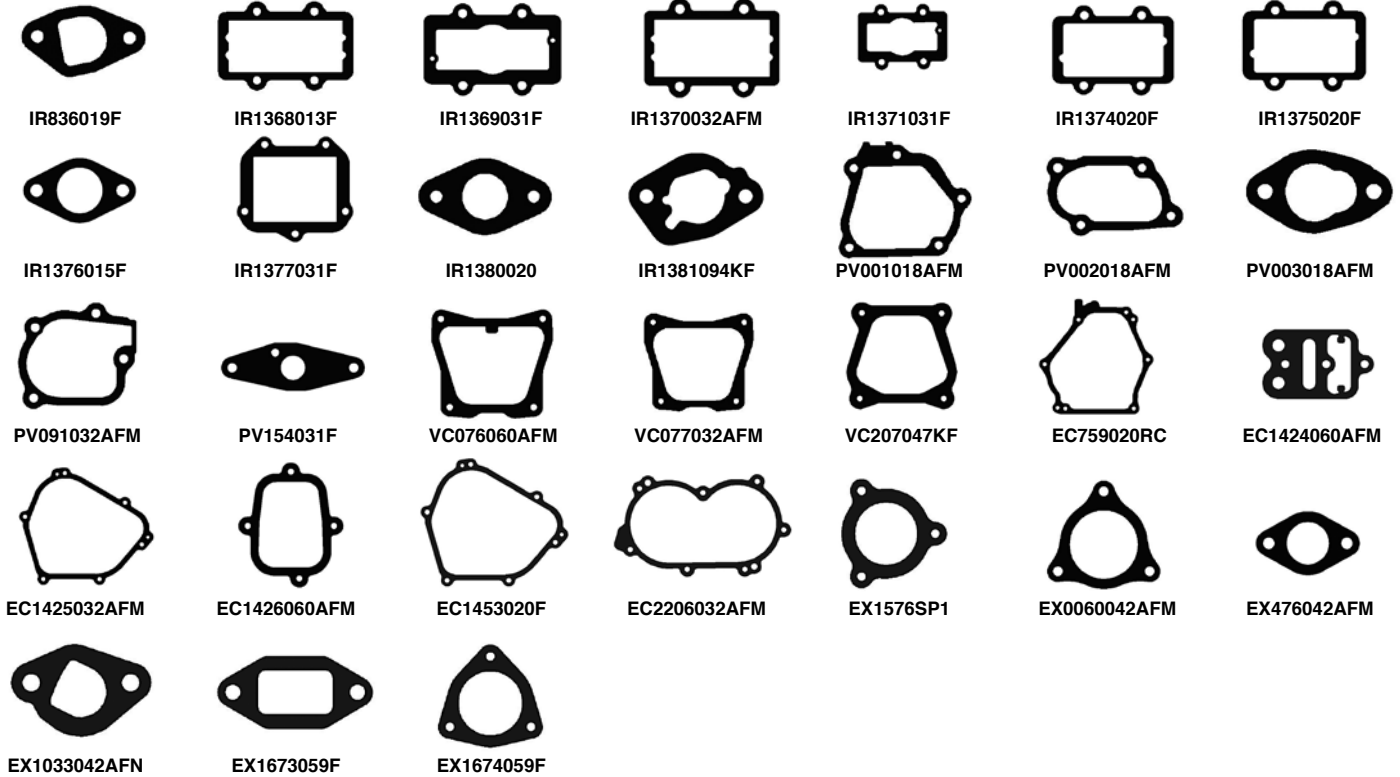 IR836019F IR1368013F IR1369031F IR1370032AFM IR1371031F IR1374020F IR1375020F
IR1376015F IR1377031F IR1380020 IR1381094KF PV001018AFM PV002018AFM PV003018AFM
PV091032AFM PV154031F VC076060AFM VC077032AFM VC207047KF EC759020RC EC1424060AFM
EC1425032AFM EC1426060AFM EC1453020F EC2206032AFM EX1576SP1 EX0060042AFM EX476042AFM
EX1033042AFN EX1673059F EX1674059F